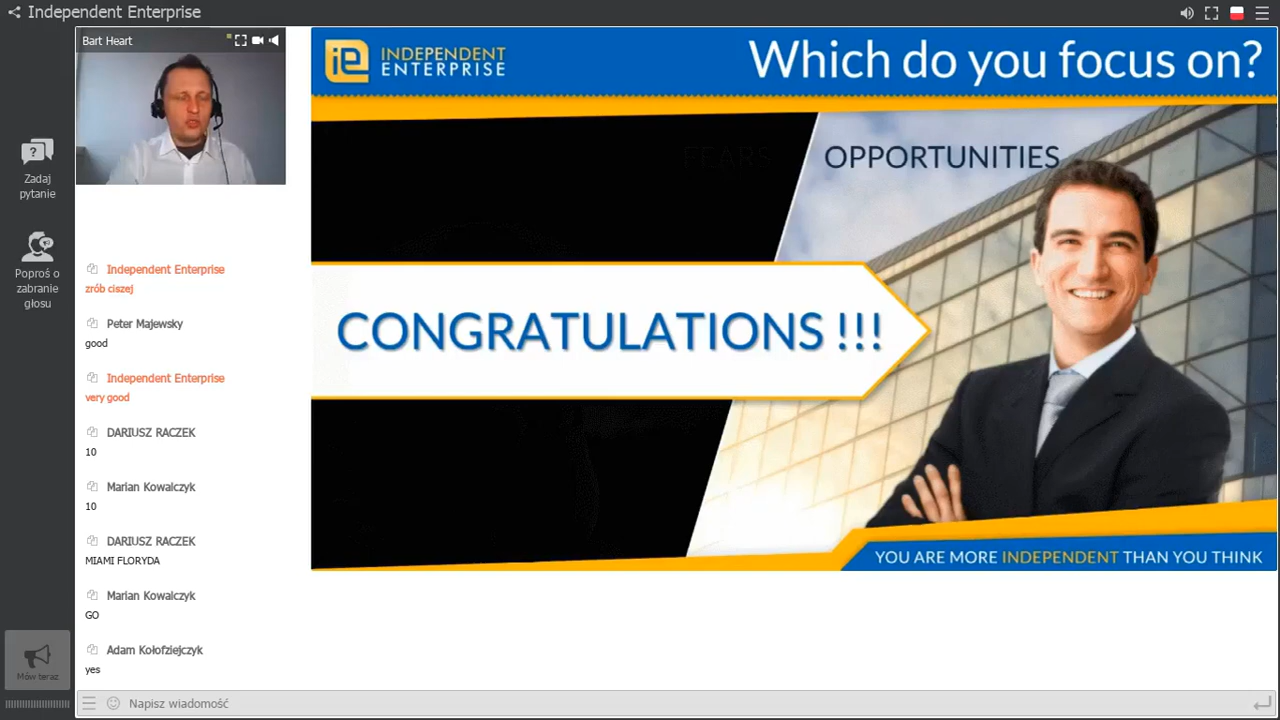 Independent Enterprise
Bart Heart
Zadaj
pytanie
Poproś o
zabranie
głosu
Mów teraz
Independent Enterprise
zrób ciszej
Peter Majewsky
good
Independent Enterprise
very good
DARIUSZ RACZEK
10
Marian Kowalczyk
10
DARIUSZ RACZEK
MIAMI FLORYDA
Marian Kowalczyk
GO
Adam Kołofziejczyk
yes
Napisz wiadomość
ie INDEPENDENT
ENTERPRISE
Which do you focus on?
FEARS
OPPORTUNITIES
CONGRATULATIONS !!!
YOU ARE MORE INDEPENDENT THAN YOU THINK